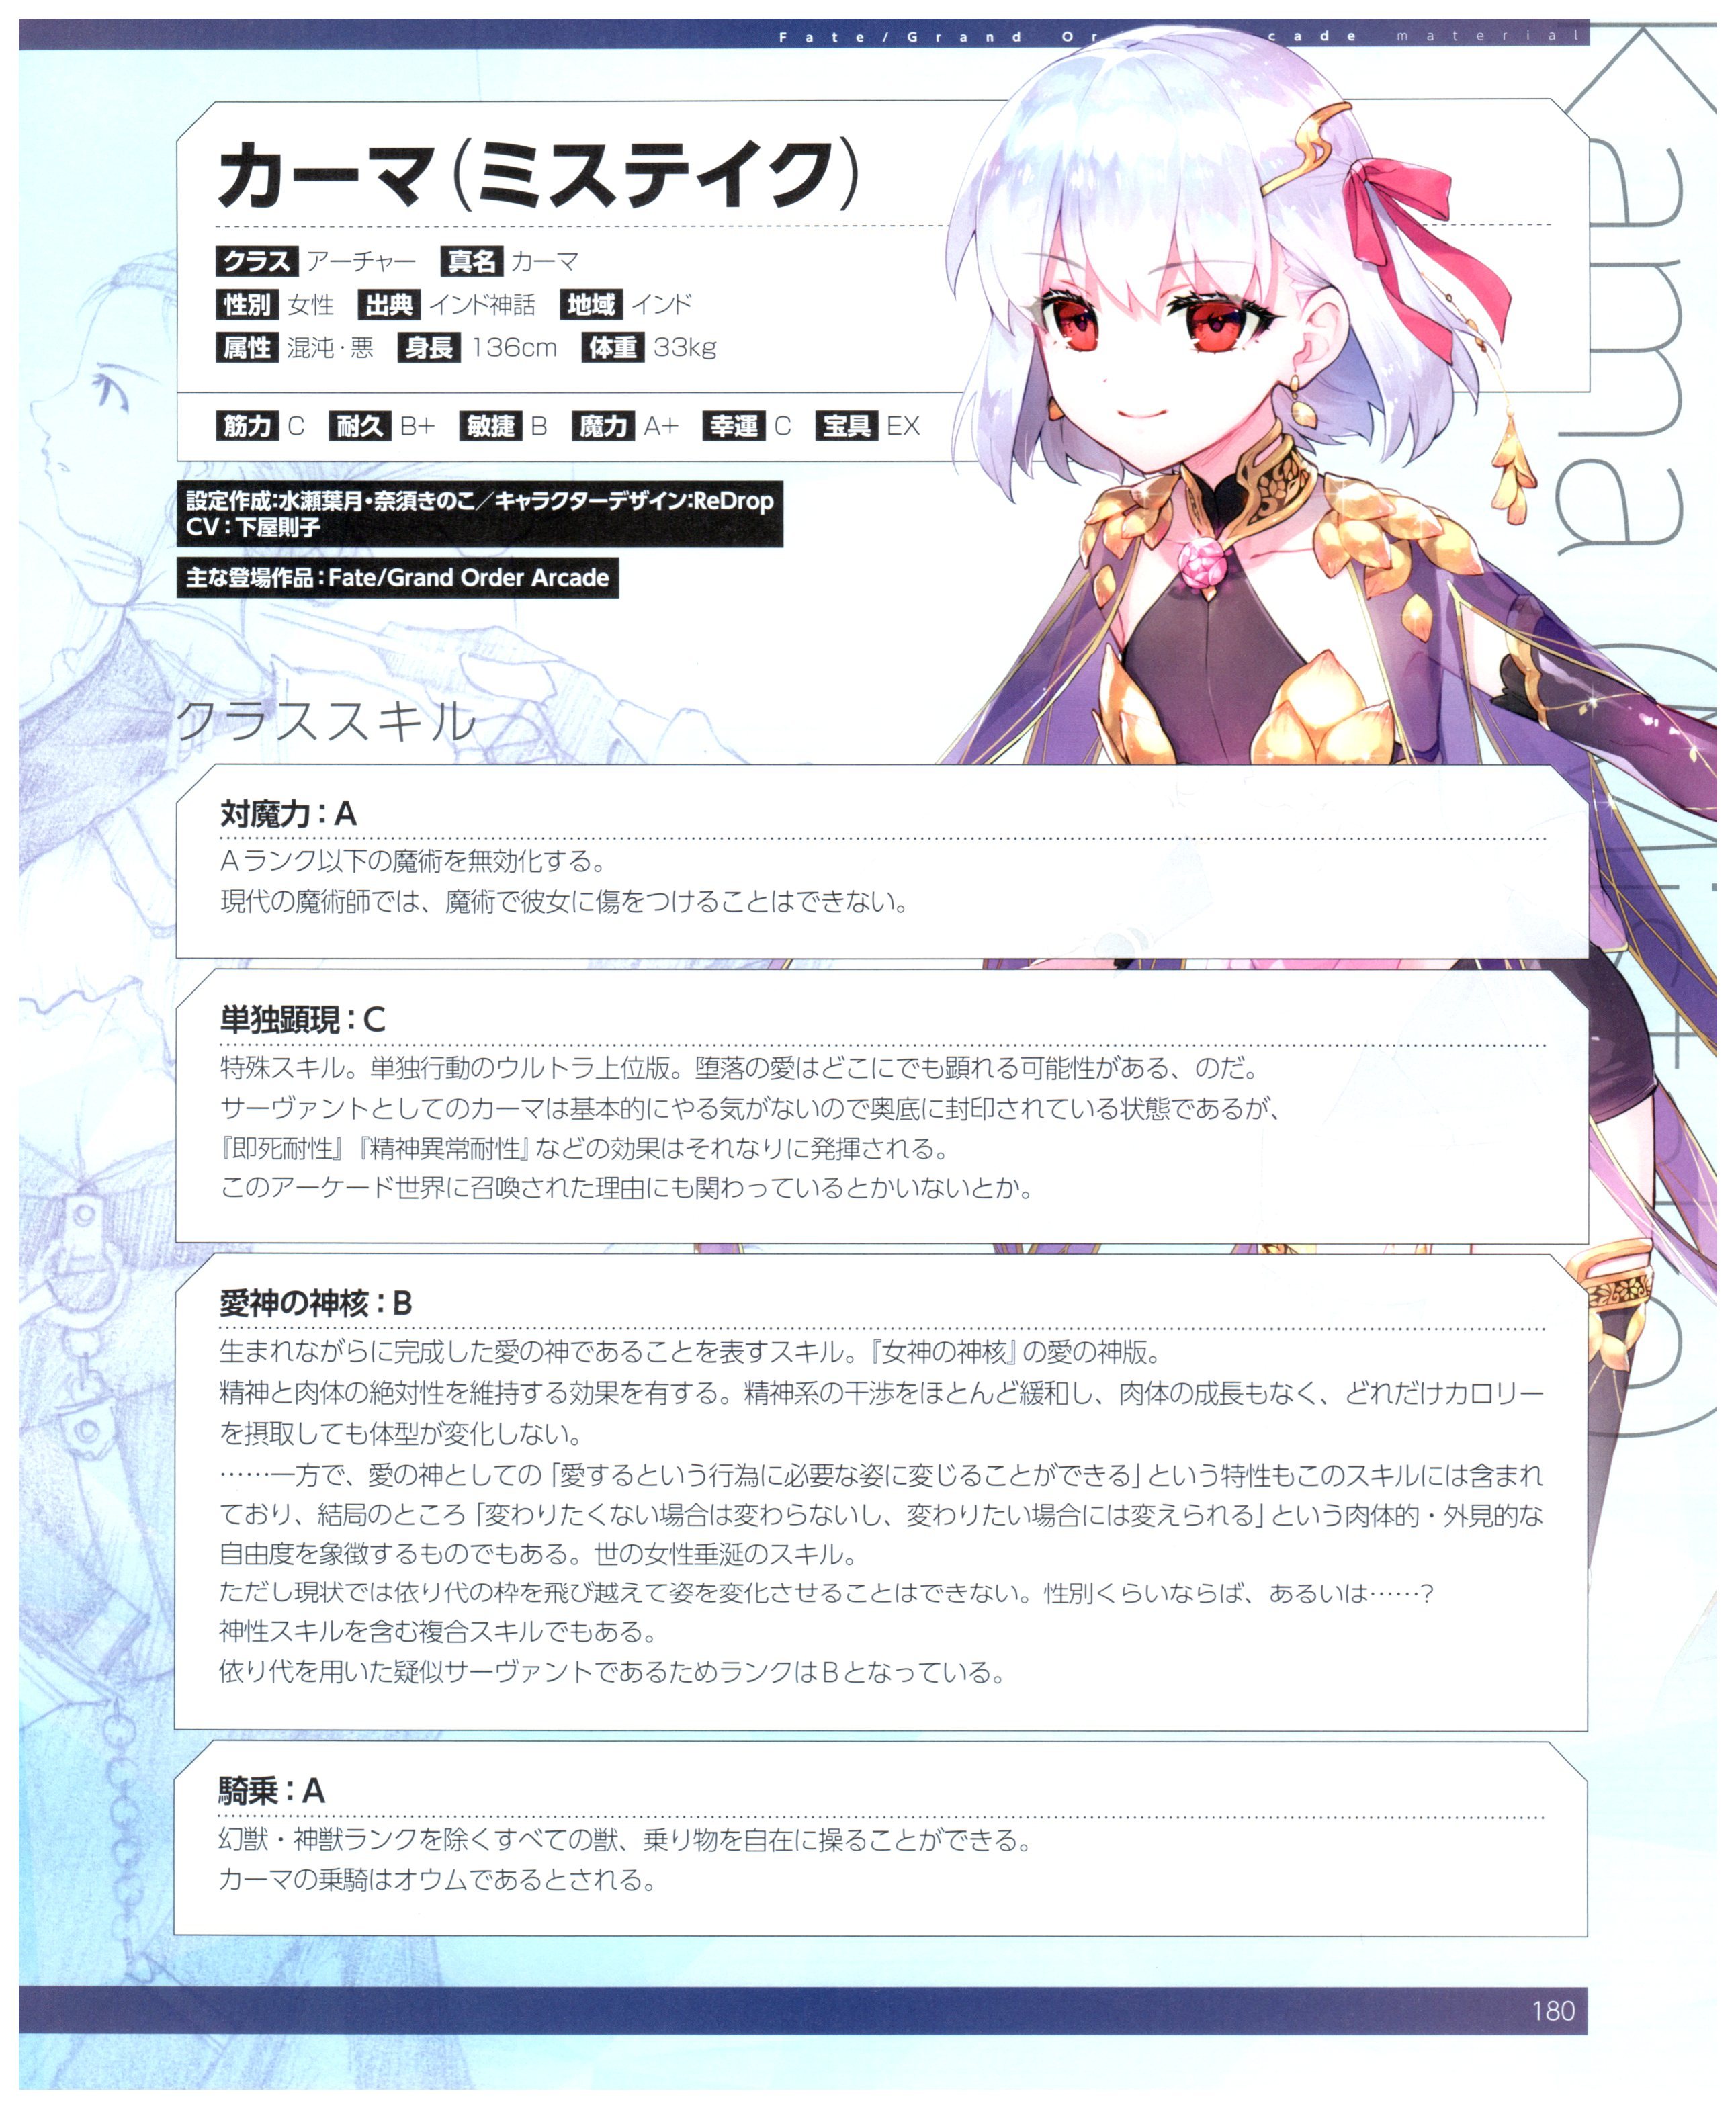 Fate/Grand Or cade material
カーマ(ミステイク)
クラス アーチャー 真名 カーマ
性別 女性 出典 インド神話 地域 インド
属性 混沌・悪 身長 136cm 体重 33kg
筋力 C 耐久 B+ 敏捷 B 魔力 A+ 幸運 C 宝具 EX
設定作成:水瀬葉月・奈須きのこ/キャラクターデザイン:ReDrop
CV:下屋則子
主な登場作品:Fate/Grand Order Arcade
クラススキル
対魔力:A
Aランク以下の魔術を無効化する。
現代の魔術師では、魔術で彼女に傷をつけることはできない。
単独顕現:C
特殊スキル。単独行動のウルトラ上位版。堕落の愛はどこにでも顕れる可能性がある、のだ。
サーヴァントとしてのカーマは基本的にやる気がないので奥底に封印されている状態であるが、
『即死耐性』『精神異常耐性』などの効果はそれなりに発揮される。
このアーケード世界に召喚された理由にも関わっているとかいないとか。
愛神の神核:B
生まれながらに完成した愛の神であることを表すスキル。『女神の神核』の愛の神版。
精神と肉体の絶対性を維持する効果を有する。精神系の干渉をほとんど緩和し、肉体の成長もなく、どれだけカロリー
を摂取しても体型が変化しない。
……一方で、愛の神としての「愛するという行為に必要な姿に変じることができる」という特性もこのスキルには含まれ
ており、結局のところ「変わりたくない場合は変わらないし、変わりたい場合には変えられる」という肉体的・外見的な
自由度を象徴するものでもある。世の女性垂涎のスキル。
ただし現状では依り代の枠を飛び越えて姿を変化させることはできない。性別くらいならば、あるいは……?
神性スキルを含む複合スキルでもある。
依り代を用いた疑似サーヴァントであるためランクはBとなっている。
騎乗:A
幻獣・神獣ランクを除くすべての獣、乗り物を自在に操ることができる。
カーマの乗騎はオウムであるとされる。
180
Kama